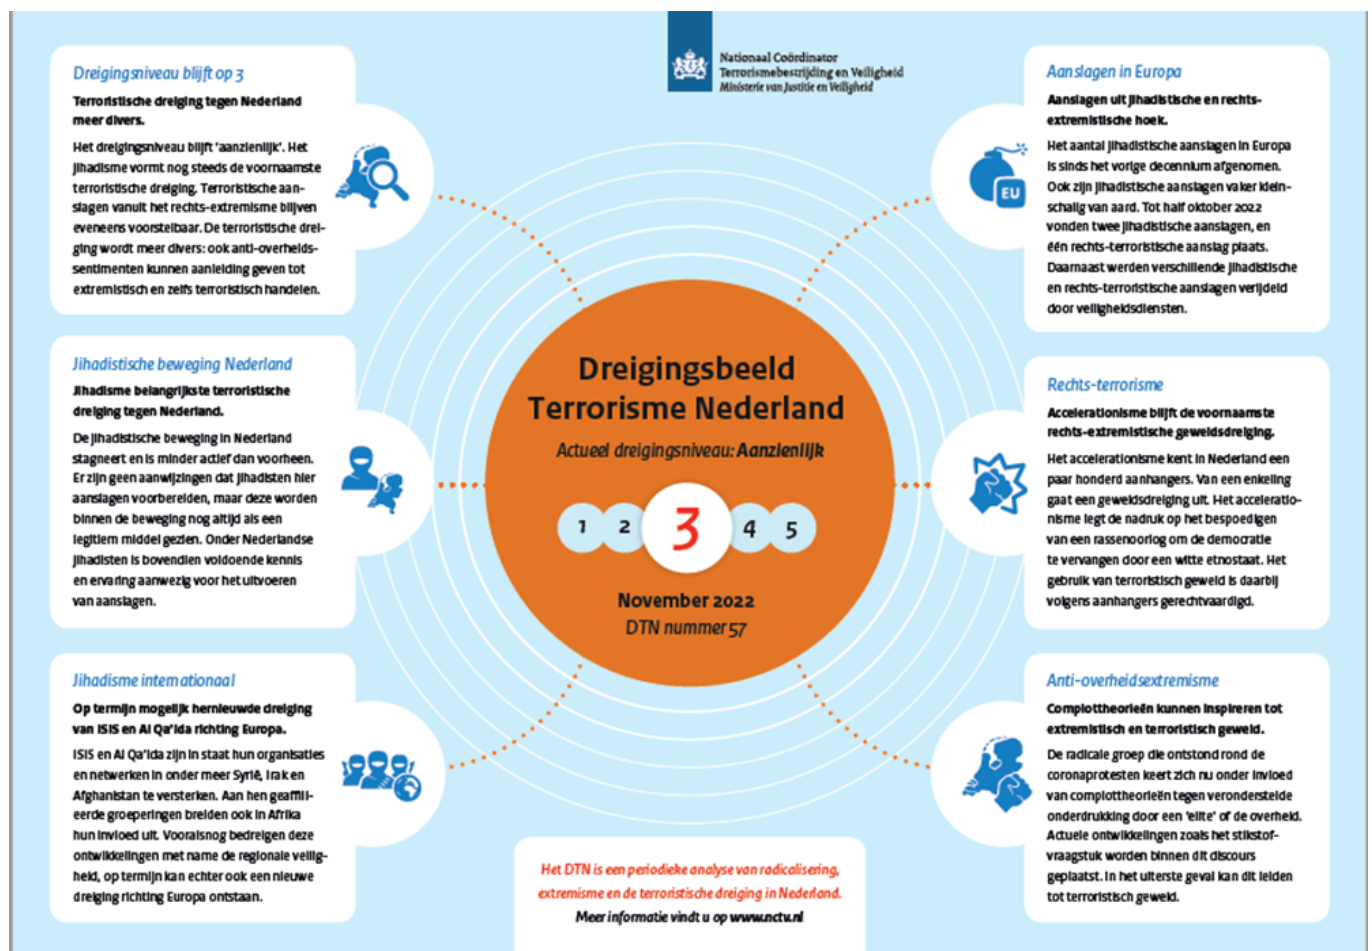 Nationaal Coördinator
Terrorismebestrijding en Veiligheid
Ministerie van Justitie en Veiligheid
Dreigingsniveau blijft op 3
Terroristische dreiging tegen Nederland
meer divers.
Het dreigingsniveau blijft 'aanzienlijk'. Het
jihadisme vormt nog steeds de voornaamste
terroristische dreiging. Terroristische aan-
slagen vanuit het rechts-extremisme blijven
eveneens voorstelbaar. De terroristische drei-
ging wordt meer divers: ook anti-overheids-
sentimenten kunnen aanleiding geven tot
extremistisch en zelfs terroristisch handelen.
Jihadistische beweging Nederland
Jihadisme belangrijkste terroristische
dreiging tegen Nederland.
De jihadistische beweging in Nederland
stagneert en is minder actief dan voorheen.
Er zijn geen aanwijzingen dat jihadisten hier
aanslagen voorbereiden, maar deze worden
binnen de beweging nog altijd als een
legitiem middel gezien. Onder Nederlandse
jihadisten is bovendien voldoende kennis
en ervaring aanwezig voor het uitvoeren
van aanslagen.
Jihadisme internationaal
Op termijn mogelijk hernieuwde dreiging
van ISIS en Al Qa'ida richting Europa.
ISIS en Al Qa'ida zijn in staat hun organisaties
en netwerken in onder meer Syrië, Irak en
Afghanistan te versterken. Aan hen geaffili-
eerde groeperingen breiden ook in Afrika
hun invloed uit. Vooralsnog bedreigen deze
ontwikkelingen met name de regionale veilig-
heid, op termijn kan echter ook een nieuwe
dreiging richting Europa ontstaan.
Dreigingsbeeld
Terrorisme Nederland
Actueel dreigingsniveau: Aanzienlijk
1 2 3 4 5
November 2022
DTN nummer 57
Het DTN is een periodieke analyse van radicalisering,
extremisme en de terroristische dreiging in Nederland.
Meer informatie vindt u op www.nctv.nl
Aanslagen in Europa
Aanslagen uit jihadistische en rechts-
extremistische hoek.
Het aantal jihadistische aanslagen in Europa
is sinds het vorige decennium afgenomen.
Ook zijn jihadistische aanslagen vaker klein-
schalig van aard. Tot half oktober 2022
vonden twee jihadistische aanslagen, en
één rechts-terroristische aanslag plaats.
Daarnaast werden verschillende jihadistische
en rechts-terroristische aanslagen verijdeld
door veiligheidsdiensten.
EU
Rechts-terrorisme
Accelerationisme blijft de voornaamste
rechts-extremistische geweldsdreiging.
Het accelerationisme kent in Nederland een
paar honderd aanhangers. Van een enkeling
gaat een geweldsdreiging uit. Het acceleratio-
nisme legt de nadruk op het bespoedigen
van een rassenoorlog om de democratie
te vervangen door een witte etnostaat. Het
gebruik van terroristisch geweld is daarbij
volgens aanhangers gerechtvaardigd.
Anti-overheidsextremisme
Complottheorieën kunnen inspireren tot
extremistisch en terroristisch geweld.
De radicale groep die ontstond rond de
coronaprotesten keert zich nu onder invloed
van complottheorieën tegen veronderstelde
onderdrukking door een 'elite' of de overheid.
Actuele ontwikkelingen zoals het stikstof-
vraagstuk worden binnen dit discours
geplaatst. In het uiterste geval kan dit leiden
tot terroristisch geweld.